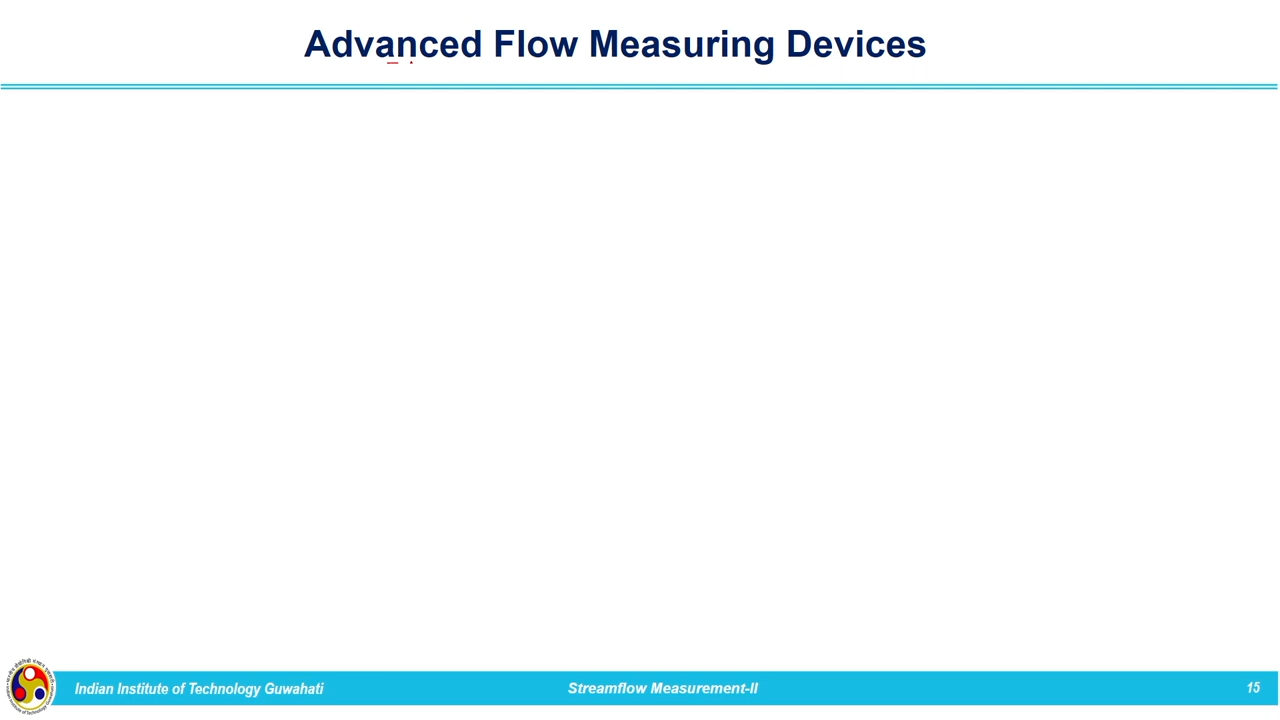 Advanced Flow Measuring Devices
Indian Institute of Technology Guwahati
Streamflow Measurement-II
15